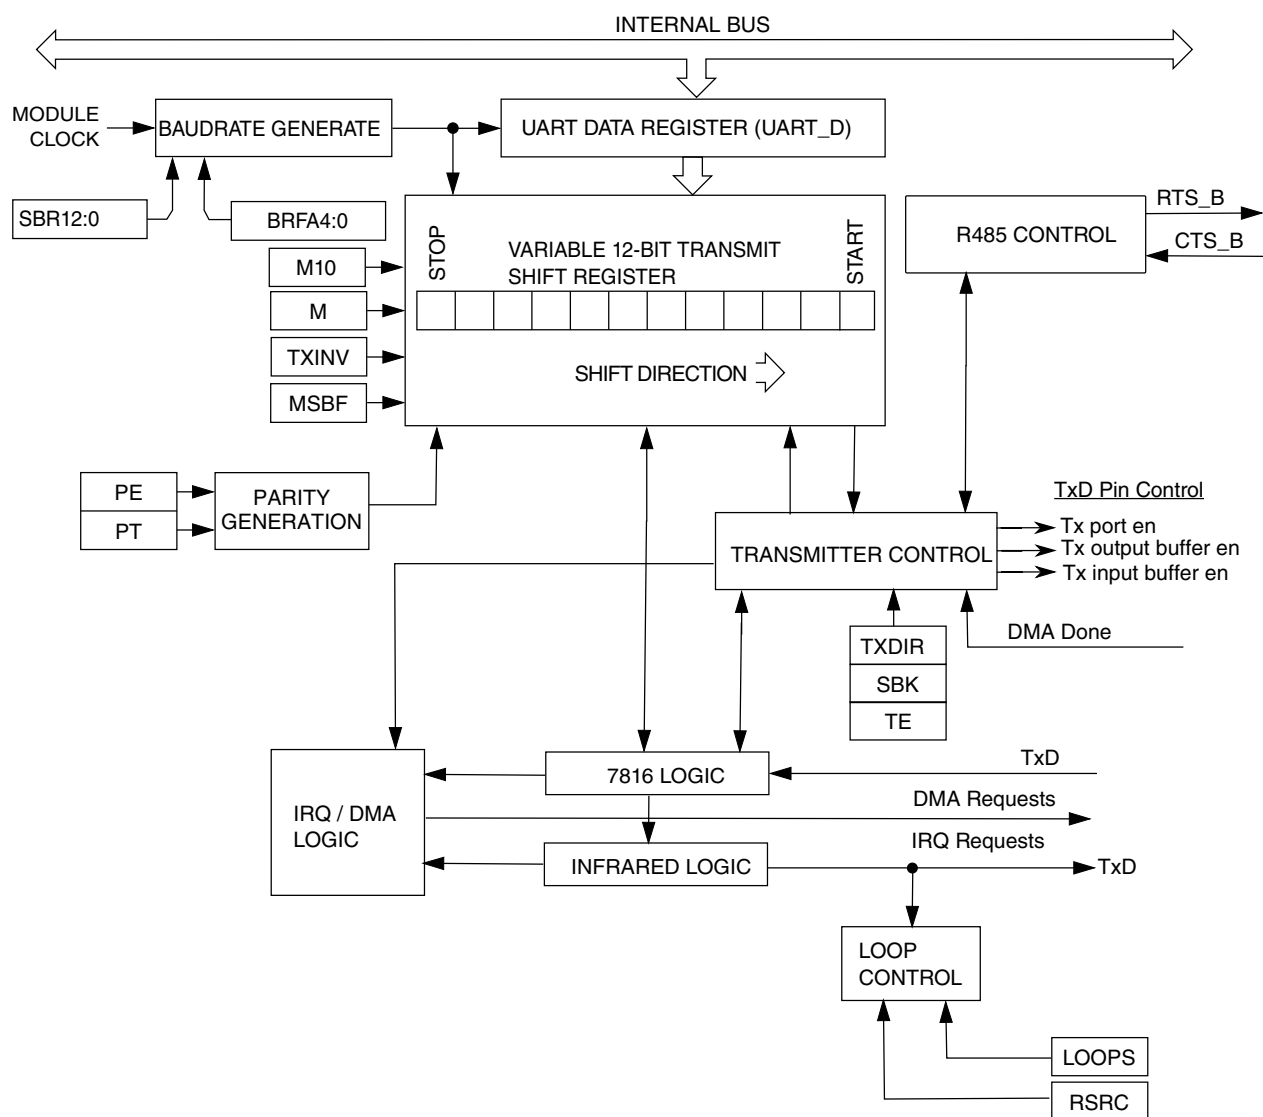 INTERNAL BUS
MODULE
CLOCK
BAUDRATE GENERATE
UART DATA REGISTER (UART_D)
SBR12:0
BRFA4:0
M10
M
TXINV
MSBF
STOP
VARIABLE 12-BIT TRANSMIT
SHIFT REGISTER
START
SHIFT DIRECTION
R485 CONTROL
RTS_B
CTS_B
PE
PT
PARITY
GENERATION
TRANSMITTER CONTROL
TxD Pin Control
Tx port en
Tx output buffer en
Tx input buffer en
DMA Done
TXDIR
SBK
TE
IRQ / DMA
LOGIC
7816 LOGIC
TxD
DMA Requests
IRQ Requests
INFRARED LOGIC
TxD
LOOP
CONTROL
LOOPS
RSRC